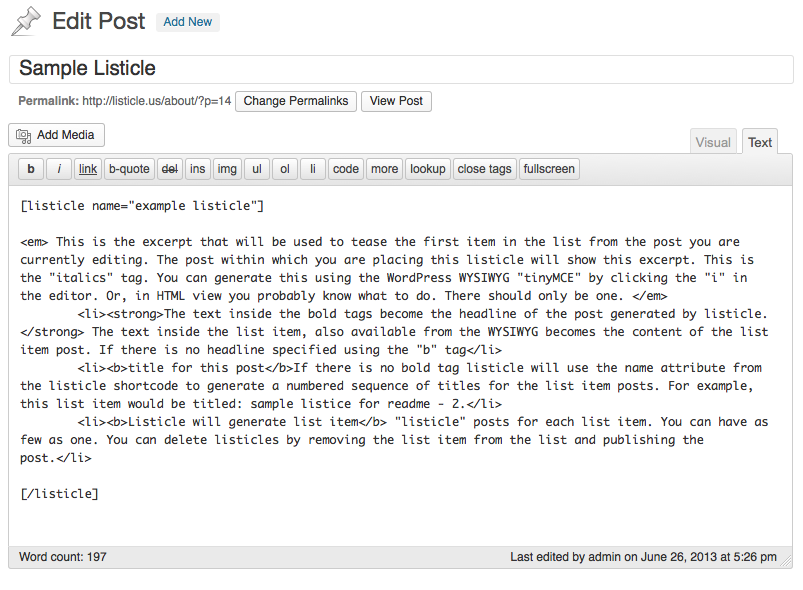 Edit Post Add New
Sample Listicle
Permalink: http://listicle.us/about/?p=14 Change Permalinks View Post
Add Media
Visual Text
b i link b-quote del ins img ul ol li code more lookup close tags fullscreen
[listicle name="example listicle"]
<em> This is the excerpt that will be used to tease the first item in the list from the post you are
currently editing. The post within which you are placing this listicle will show this excerpt. This is
the "italics" tag. You can generate this using the WordPress WYSIWYG "tinyMCE" by clicking the "i" in
the editor. Or, in HTML view you probably know what to do. There should only be one. </em>
<li><strong>The text inside the bold tags become the headline of the post generated by listicle.
</strong> The text inside the list item, also available from the WYSIWYG becomes the content of the list
item post. If there is no headline specified using the "b" tag</li>
<li><b>title for this post</b>If there is no bold tag listicle will use the name attribute from
the listicle shortcode to generate a numbered sequence of titles for the list item posts. For example,
this list item would be titled: sample listice for readme - 2.</li>
<li><b>Listicle will generate list item</b> "listicle" posts for each list item. You can have as
few as one. You can delete listicles by removing the list item from the list and publishing the
post.</li>
[/listicle]
Word count: 197 Last edited by admin on June 26, 2013 at 5:26 pm